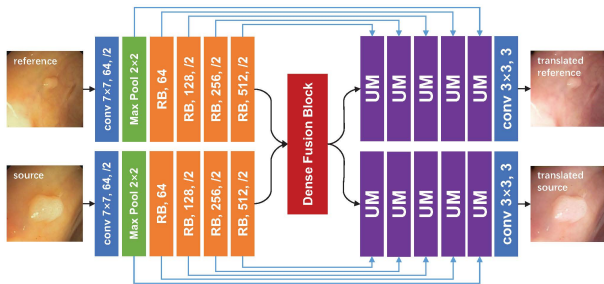 reference
conv 7×7, 64, /2
Max Pool 2×2
RB, 64
RB, 128, /2
RB, 256, /2
RB, 512, /2
UM
UM
UM
UM
UM
conv 3×3, 3
translated
reference
Dense Fusion Block
source
conv 7×7, 64, /2
Max Pool 2×2
RB, 64
RB, 128, /2
RB, 256, /2
RB, 512, /2
UM
UM
UM
UM
UM
conv 3×3, 3
translated
source